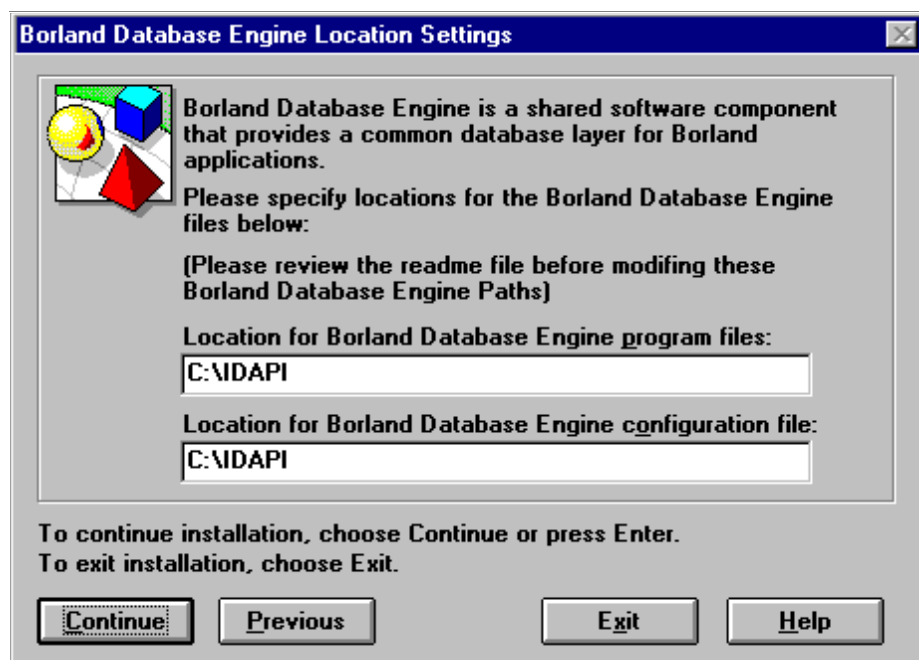 Borland Database Engine Location Settings
Borland Database Engine is a shared software component
that provides a common database layer for Borland
applications.
Please specify locations for the Borland Database Engine
files below:
(Please review the readme file before modifing these
Borland Database Engine Paths)
Location for Borland Database Engine program files:
C:\IDAPI
Location for Borland Database Engine configuration file:
C:\IDAPI
To continue installation, choose Continue or press Enter.
To exit installation, choose Exit.
Continue Previous Exit Help